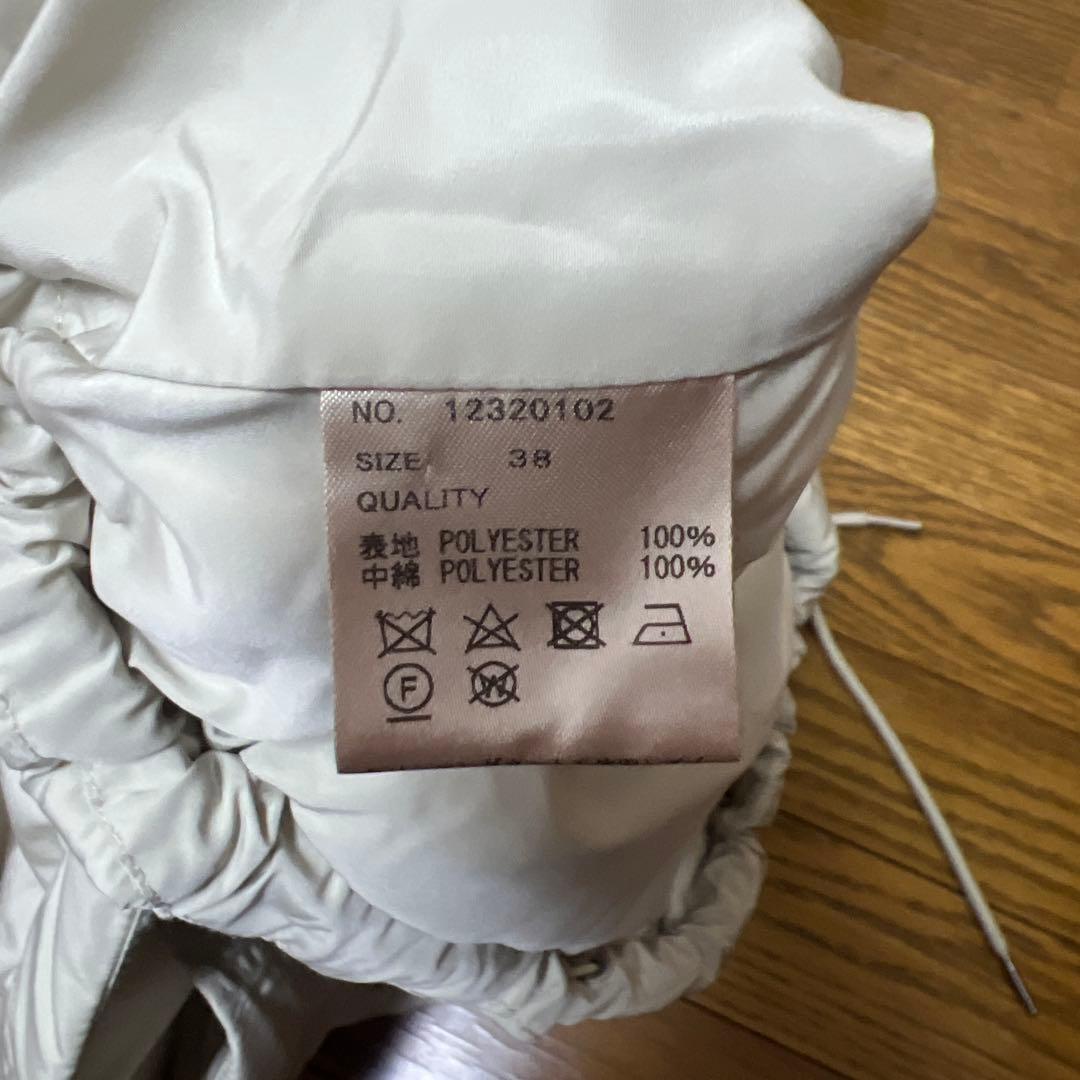 NO. 12320102
SIZE 38
QUALITY
表地 POLYESTER 100%
中綿 POLYESTER 100%
F
W